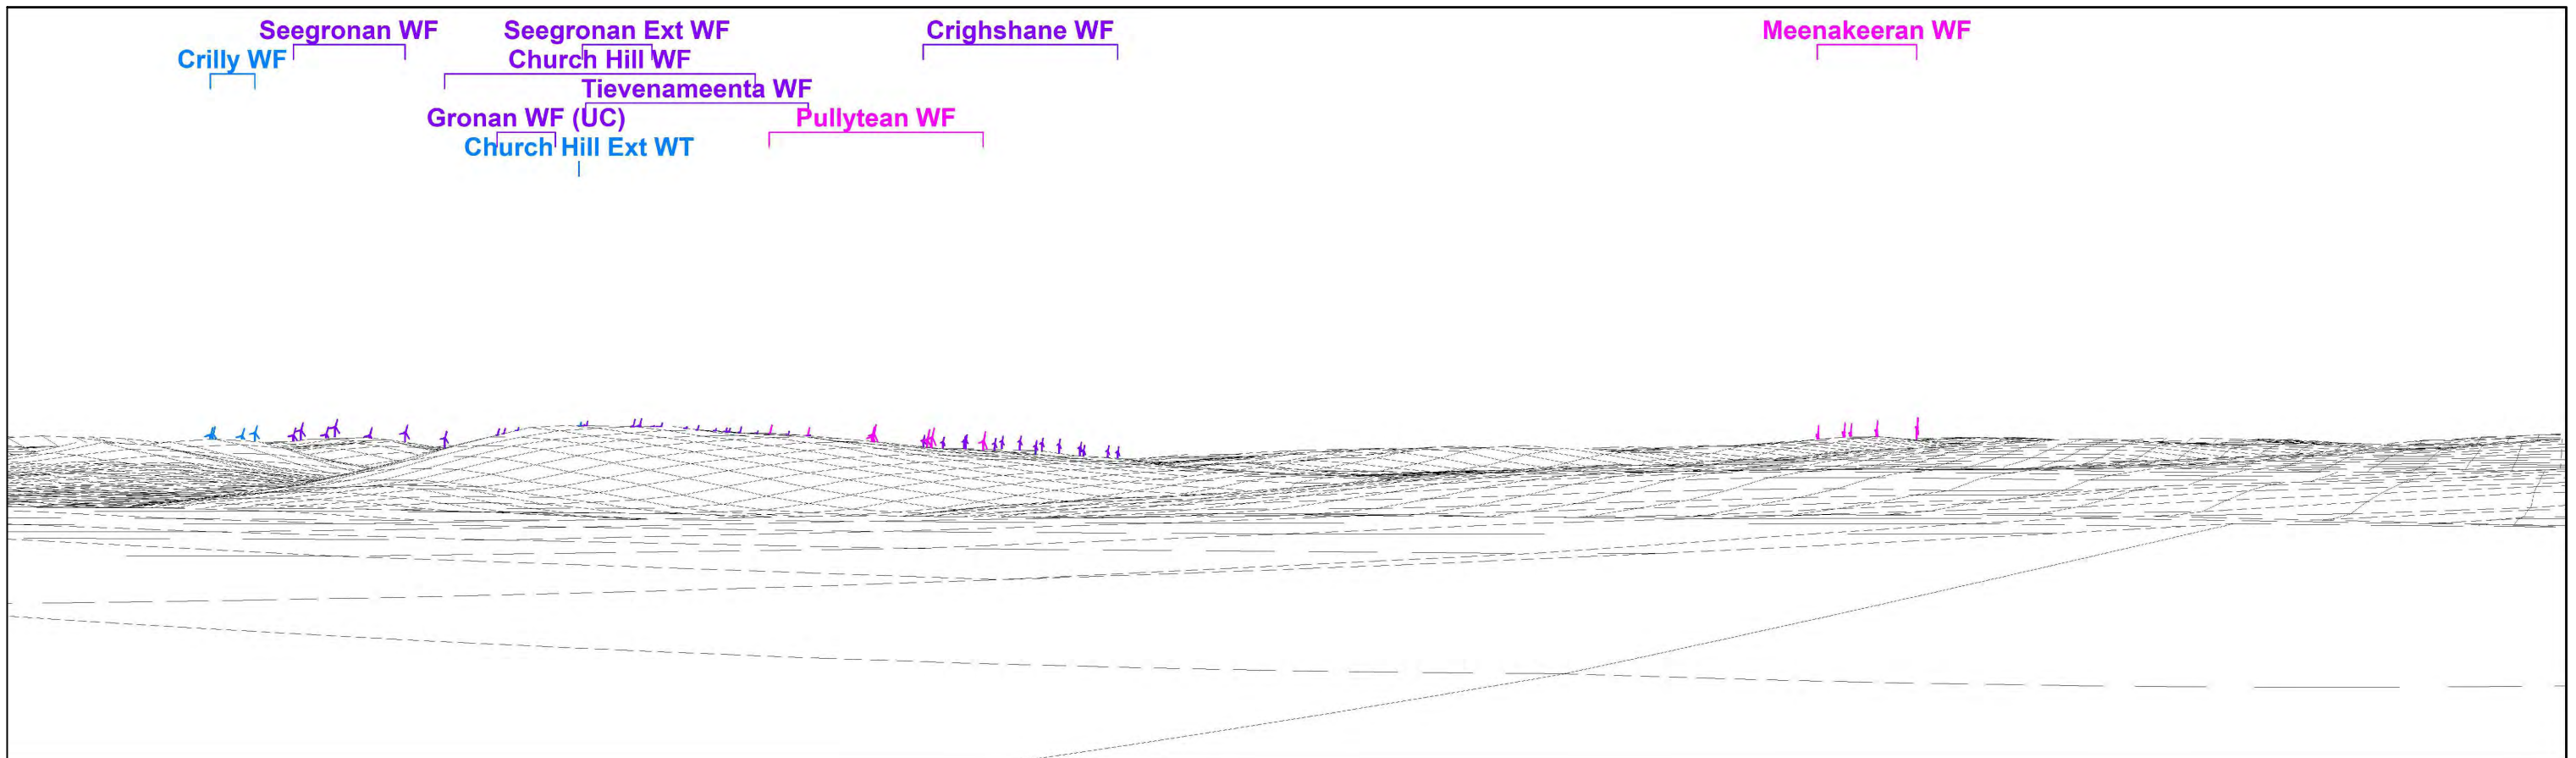 Seegronan WF
Seegronan Ext WF
Crighshane WF
Meenakeeran WF
Crilly WF
Church Hill WF
Tievenameenta WF
Gronan WF (UC)
Pullytean WF
Church Hill Ext WT